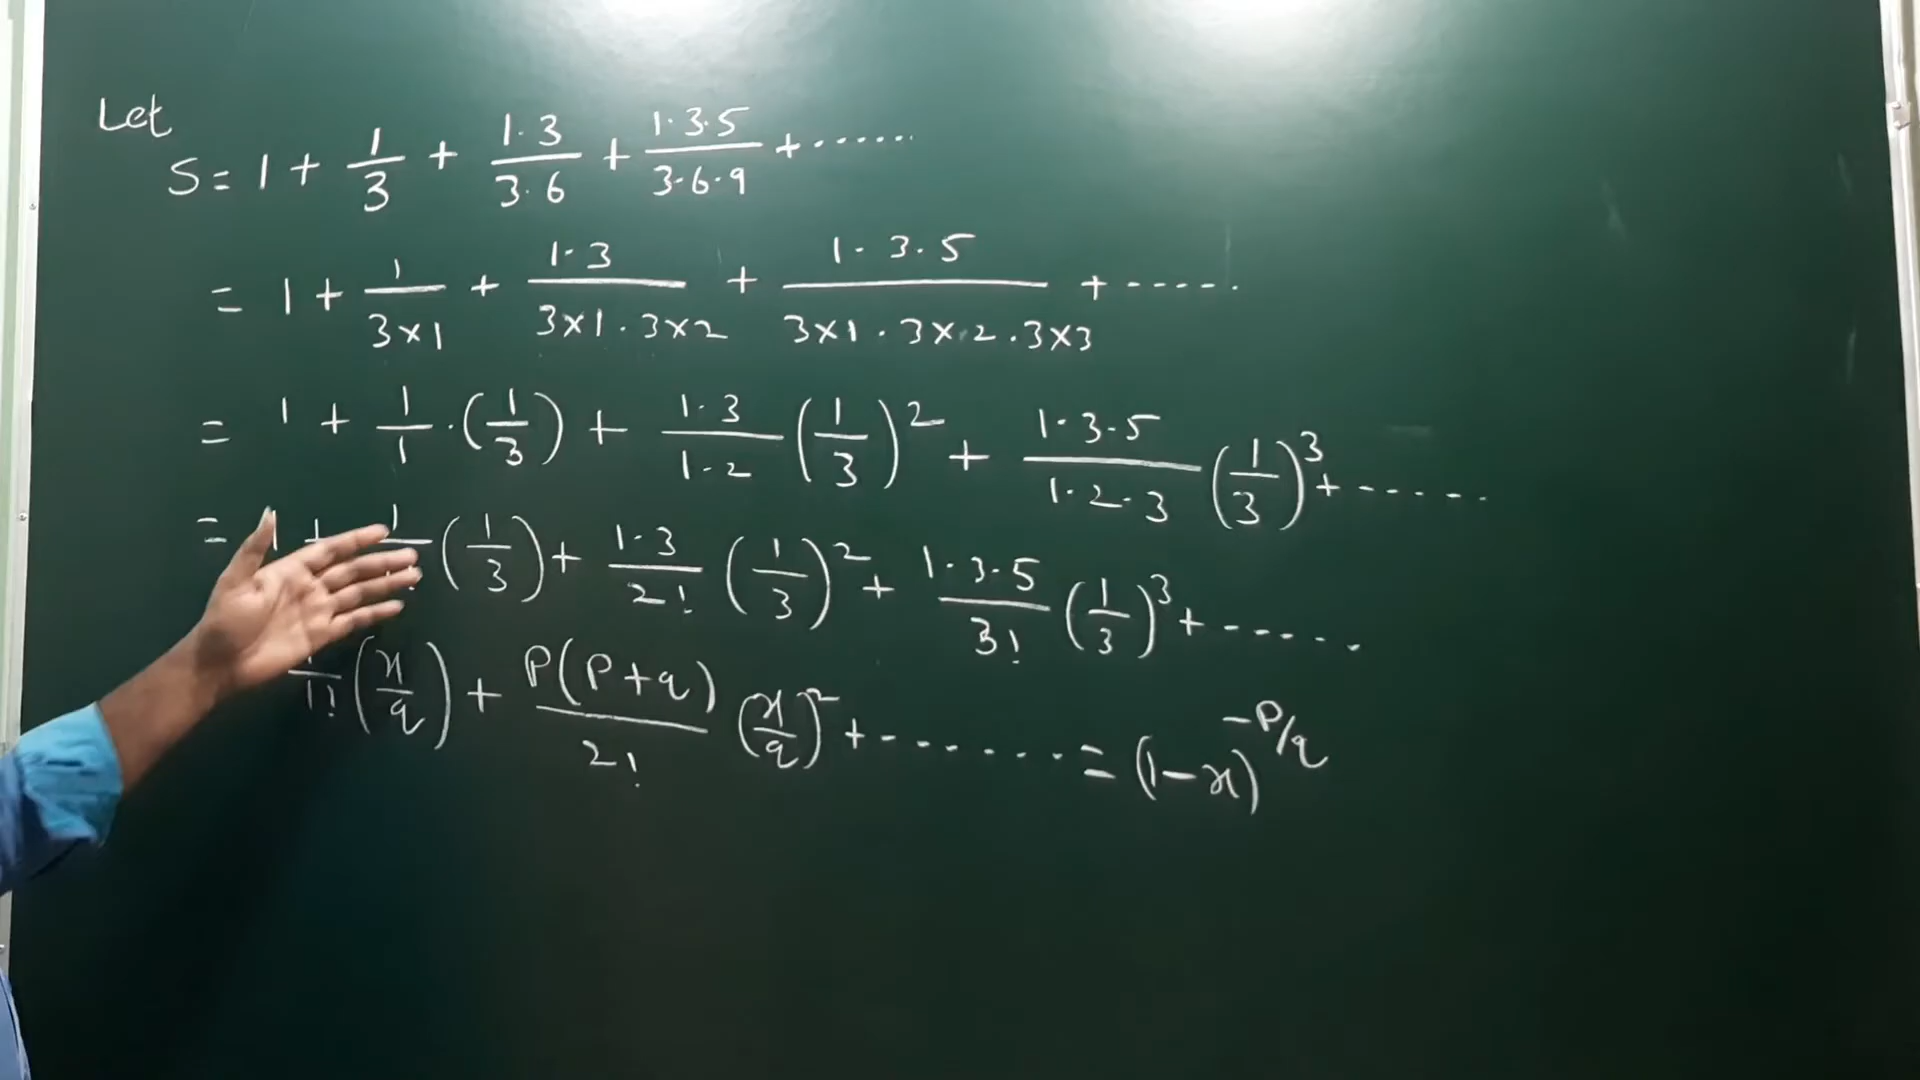 Let
S = 1 + 1/3 + 1·3/3·6 + 1·3·5/3·6·9 + ......
= 1 + 1/3×1 + 1·3/3×1·3×2 + 1·3·5/3×1·3×2·3×3 + .....
= 1 + 1/1·(1/3) + 1·3/1·2 (1/3)² + 1·3·5/1·2·3 (1/3)³ + .....
= 1 + 1/ ! (1/3) + 1·3/2! (1/3)² + 1·3·5/3! (1/3)³ + .....
/1! (x/q) + P(P+q)/2! (x/q)² + ....... = (1-x)^(-P/q)